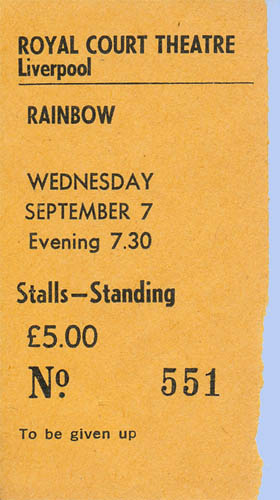 ROYAL COURT THEATRE
Liverpool
RAINBOW
WEDNESDAY
SEPTEMBER 7
Evening 7.30
Stalls—Standing
£5.00
No. 551
To be given up